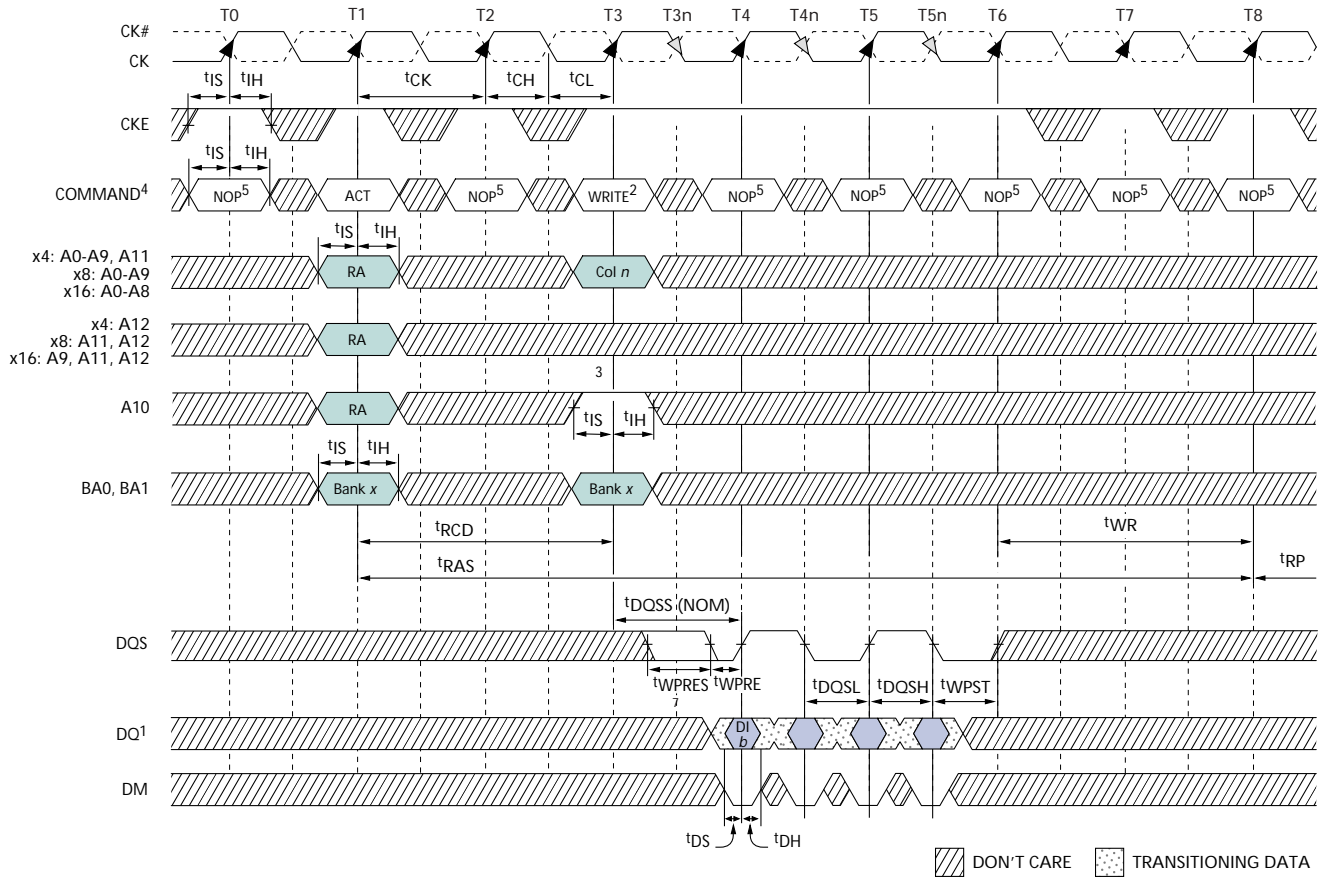 T0 T1 T2 T3 T3n T4 T4n T5 T5n T6 T7 T8
CK#
CK
tIS tIH tCK tCH tCL
CKE
tIS tIH
COMMAND4 NOP5 ACT NOP5 WRITE2 NOP5 NOP5 NOP5 NOP5 NOP5
tIS tIH
x4: A0-A9, A11
x8: A0-A9
x16: A0-A8
RA Col n
x4: A12
x8: A11, A12
x16: A9, A11, A12
RA
3
A10 RA
tIS tIH
tIS tIH
BA0, BA1 Bank x Bank x
tRCD tWR
tRAS tRP
tDQSS (NOM)
DQS
tWPRES tWPRE tDQSL tDQSH tWPST
7
DQ1 DI
b
DM
tDS tDH
DON'T CARE TRANSITIONING DATA